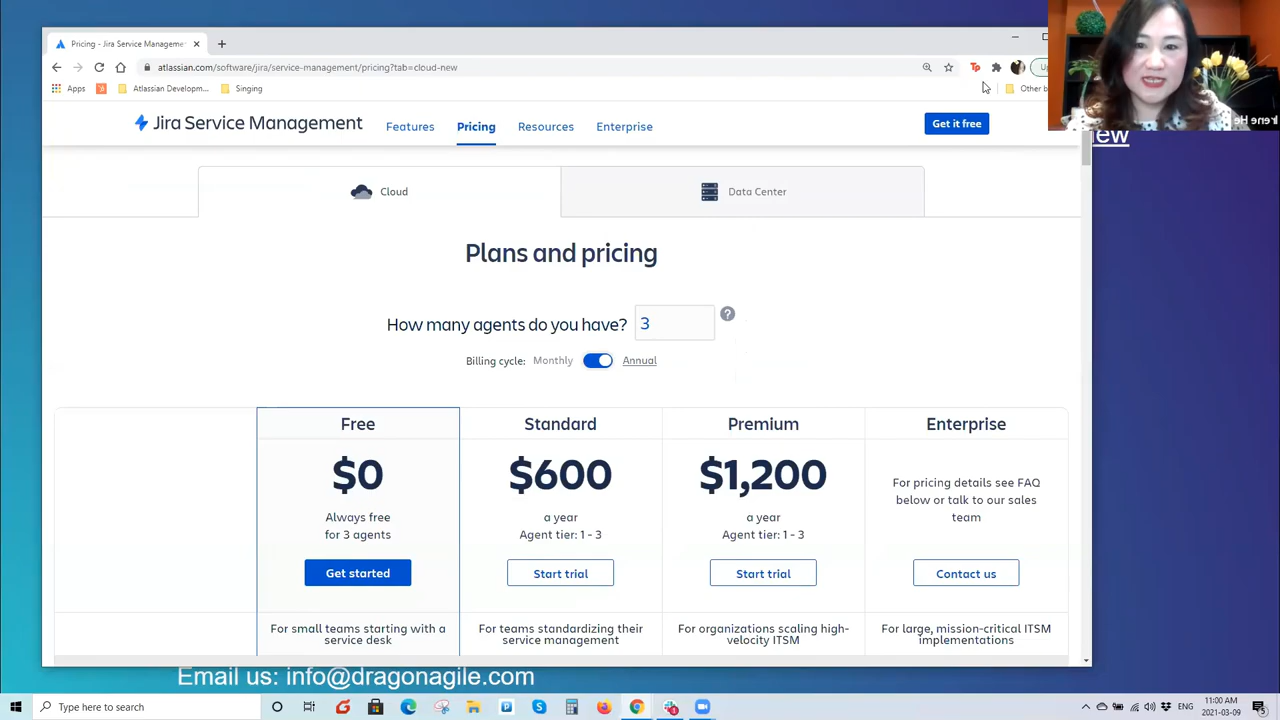 Pricing - Jira Service Manageme
atlassian.com/software/jira/service-management/pricing?tab=cloud-new
Apps
Atlassian Develop...
Singing
Other b
Irene He
ew
Jira Service Management
Features
Pricing
Resources
Enterprise
Get it free
Cloud
Data Center
Plans and pricing
How many agents do you have? 3
?
Billing cycle: Monthly Annual
Free
Standard
Premium
Enterprise
$0
$600
$1,200
For pricing details see FAQ
below or talk to our sales
team
Always free
for 3 agents
a year
Agent tier: 1 - 3
a year
Agent tier: 1 - 3
Get started
Start trial
Start trial
Contact us
For small teams starting with a
service desk
For teams standardizing their
service management
For organizations scaling high-
velocity ITSM
For large, mission-critical ITSM
implementations
Email us: info@dragonagile.com
Type here to search
ENG
11:00 AM
2021-03-09